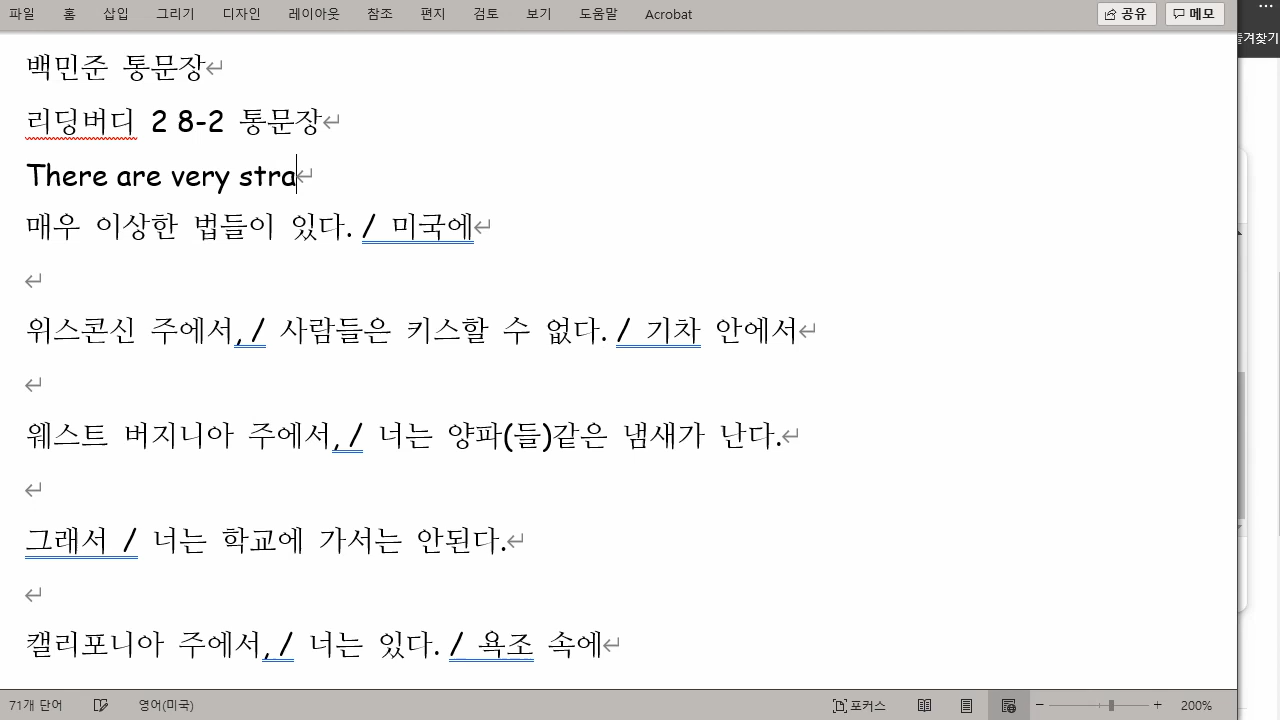 파일 홈 삽입 그리기 디자인 레이아웃 참조 편지 검토 보기 도움말 Acrobat 공유 메모
겨찾기
백민준 통문장
리딩버디 2 8-2 통문장
There are very stra
매우 이상한 법들이 있다. / 미국에
위스콘신 주에서, / 사람들은 키스할 수 없다. / 기차 안에서
웨스트 버지니아 주에서, / 너는 양파(들)같은 냄새가 난다.
그래서 / 너는 학교에 가서는 안된다.
캘리포니아 주에서, / 너는 있다. / 욕조 속에
71개 단어 영어(미국) 포커스 200%